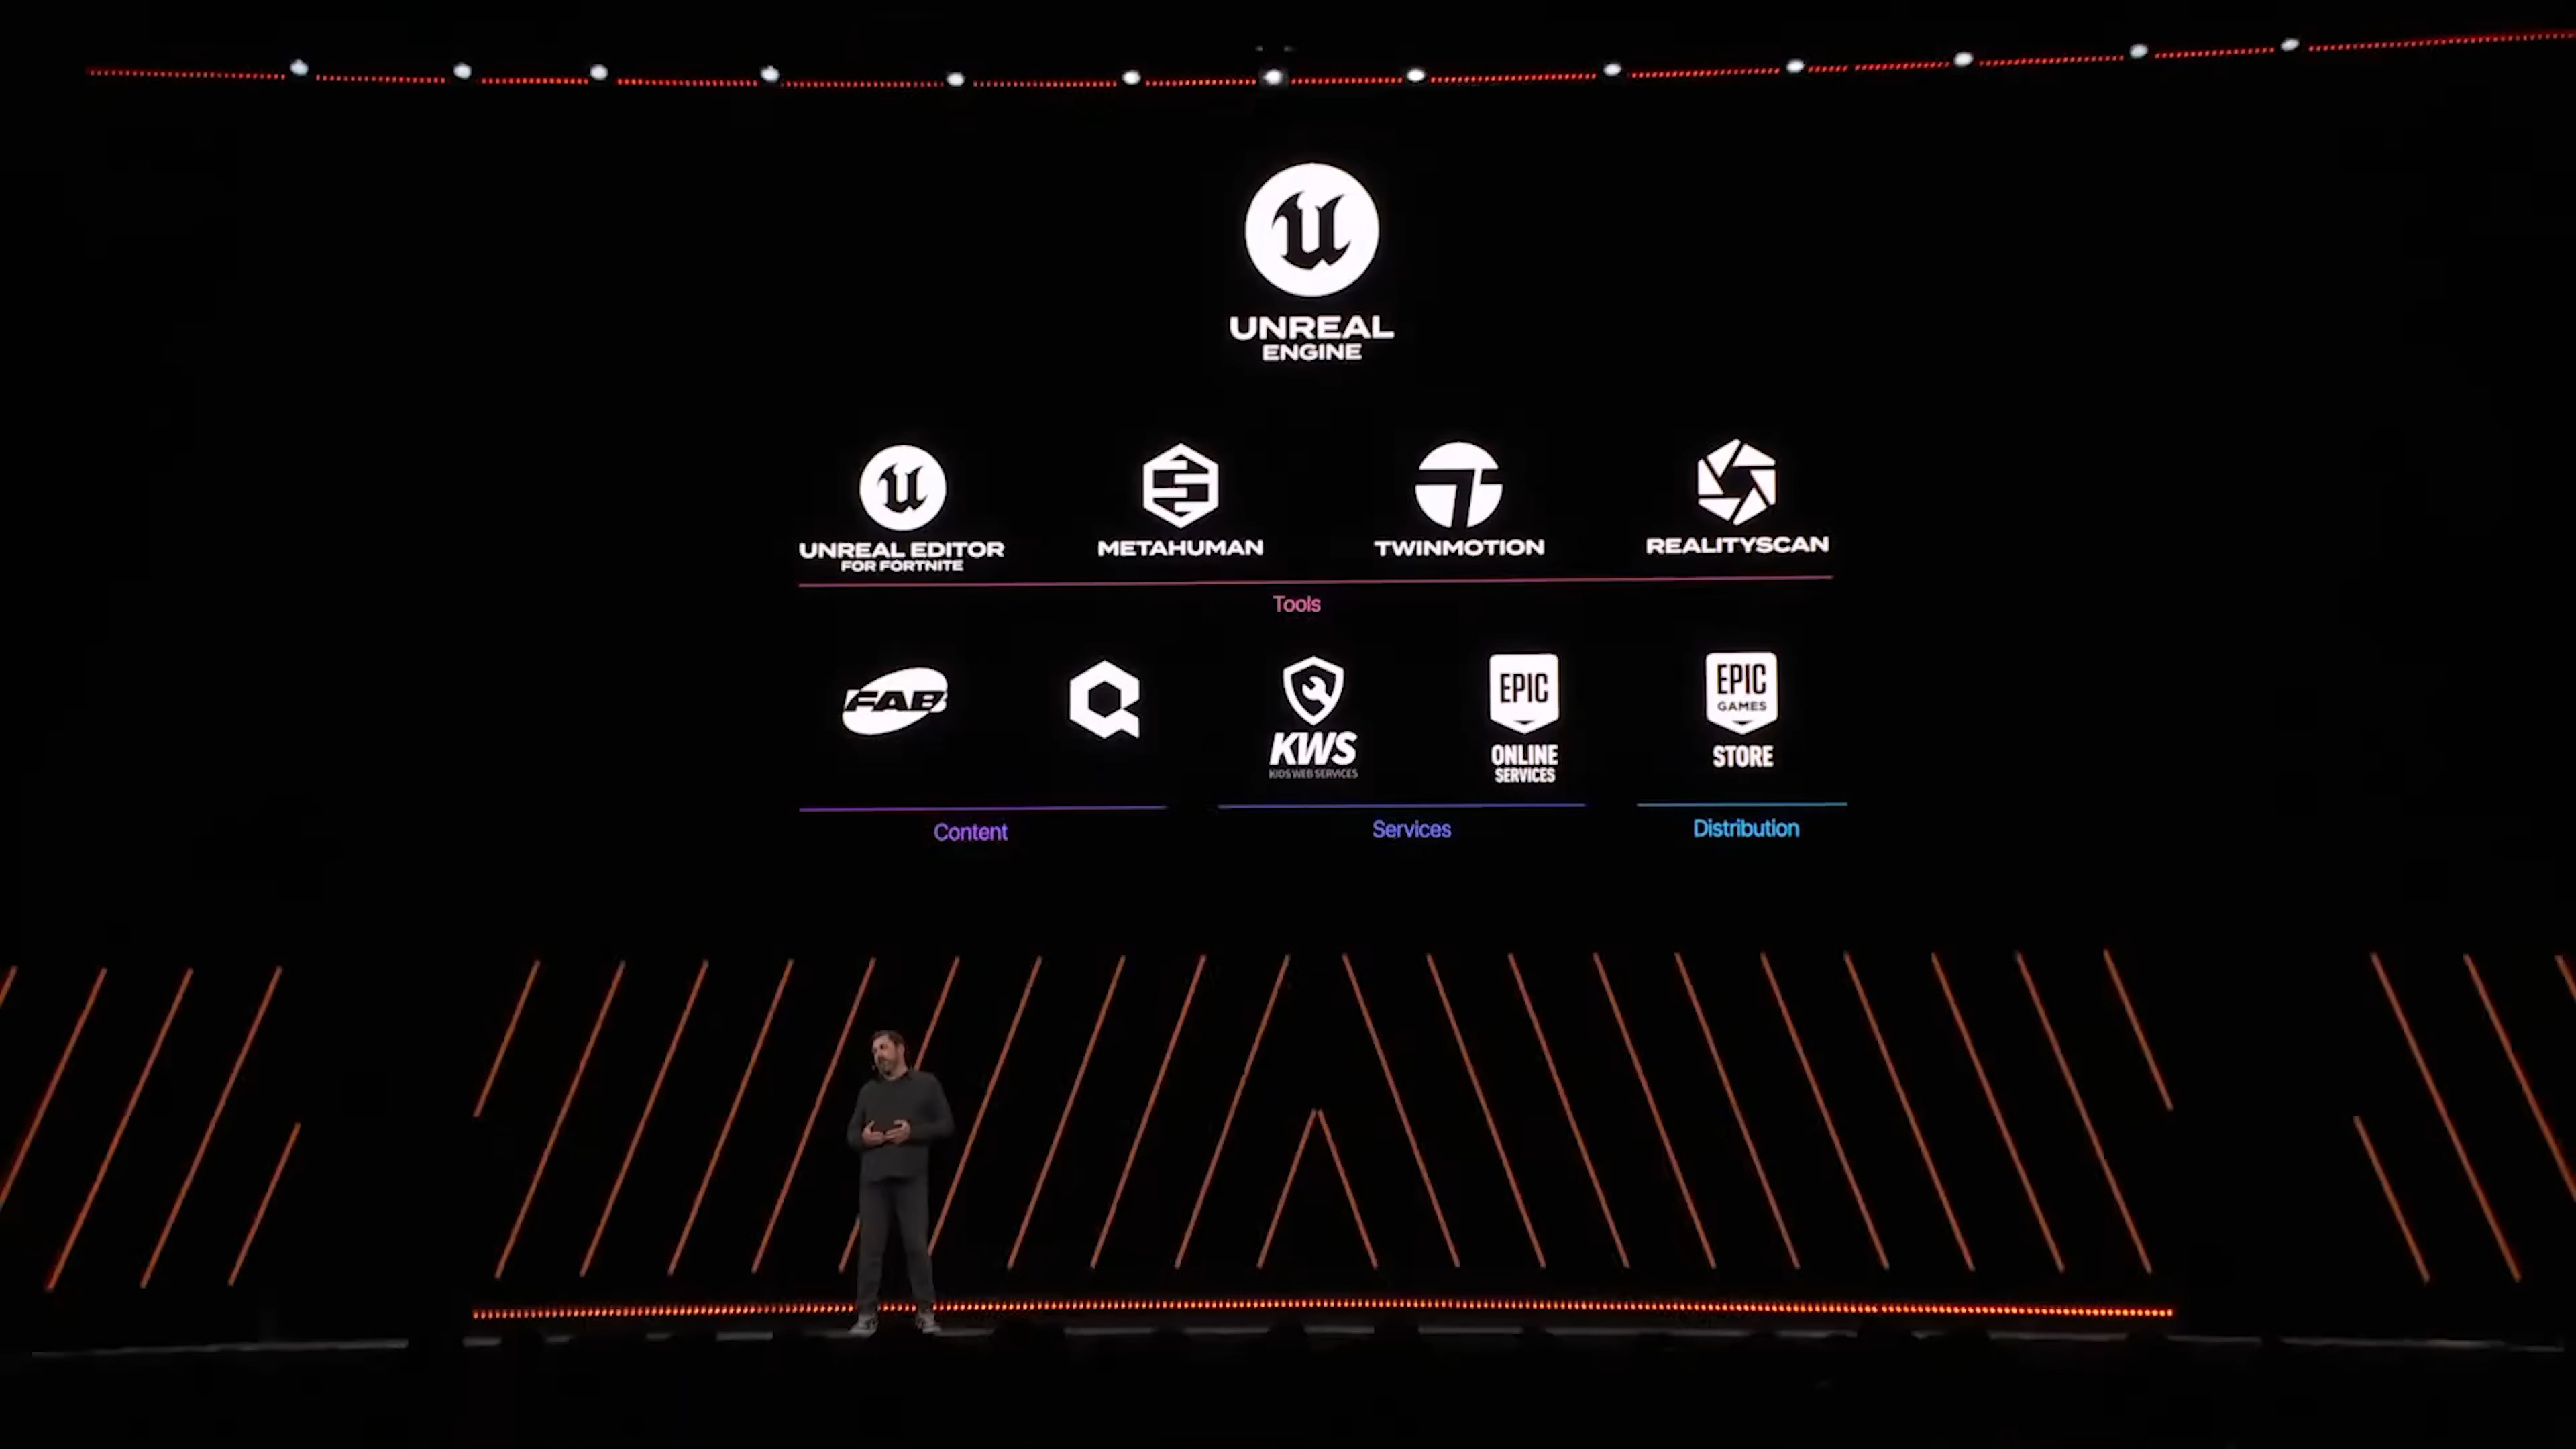 UNREAL
ENGINE
UNREAL EDITOR
FOR FORTNITE
METAHUMAN
TWINMOTION
REALITYSCAN
Tools
FAB
KWS
KIDS WEB SERVICES
EPIC
ONLINE
SERVICES
EPIC
GAMES
STORE
Content
Services
Distribution